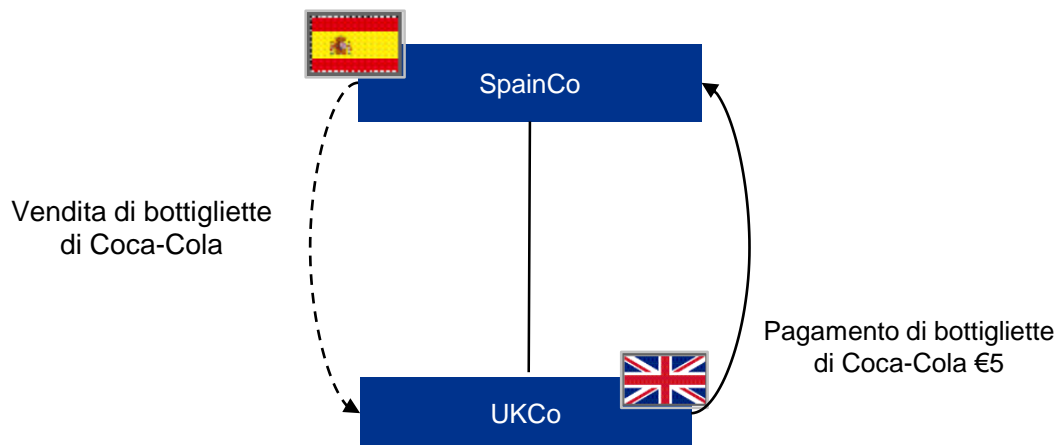 SpainCo
Vendita di bottigliette
di Coca-Cola
Pagamento di bottigliette
di Coca-Cola €5
UKCo